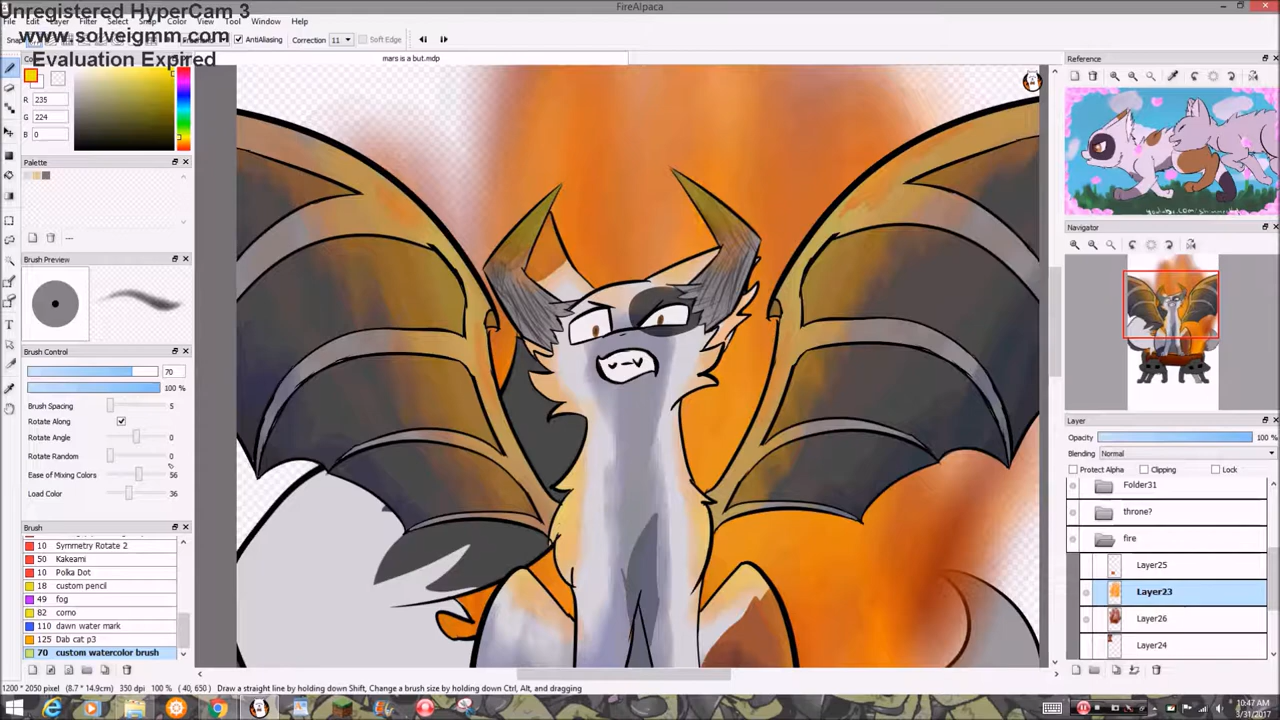 FireAlpaca
Unregistered HyperCam 3
File Edit Layer Filter Select Snap Color View Tool Window Help
www.solveigmm.com
Snap AntiAliasing Correction 11 Soft Edge
Evaluation Expired
mars is a but.mdp
R 235
G 224
B 0
Palette
Brush Preview
Brush Control
70
100 %
Brush Spacing 5
Rotate Along
Rotate Angle 0
Rotate Random 0
Ease of Mixing Colors 56
Load Color 36
Brush
10 Symmetry Rotate 2
50 Kakeami
10 Polka Dot
18 custom pencil
49 fog
82 como
110 dawn water mark
125 Dab cat p3
70 custom watercolor brush
Reference
Navigator
Layer
Opacity 100 %
Blending Normal
Protect Alpha Clipping Lock
Folder31
throne?
fire
Layer25
Layer23
Layer26
Layer24
1200 * 2050 pixel (8.7 * 14.9cm) 350 dpi 100 % ( 40, 650 ) Draw a straight line by holding down Shift, Change a brush size by holding down Ctrl, Alt, and dragging
10:47 AM
3/31/2017